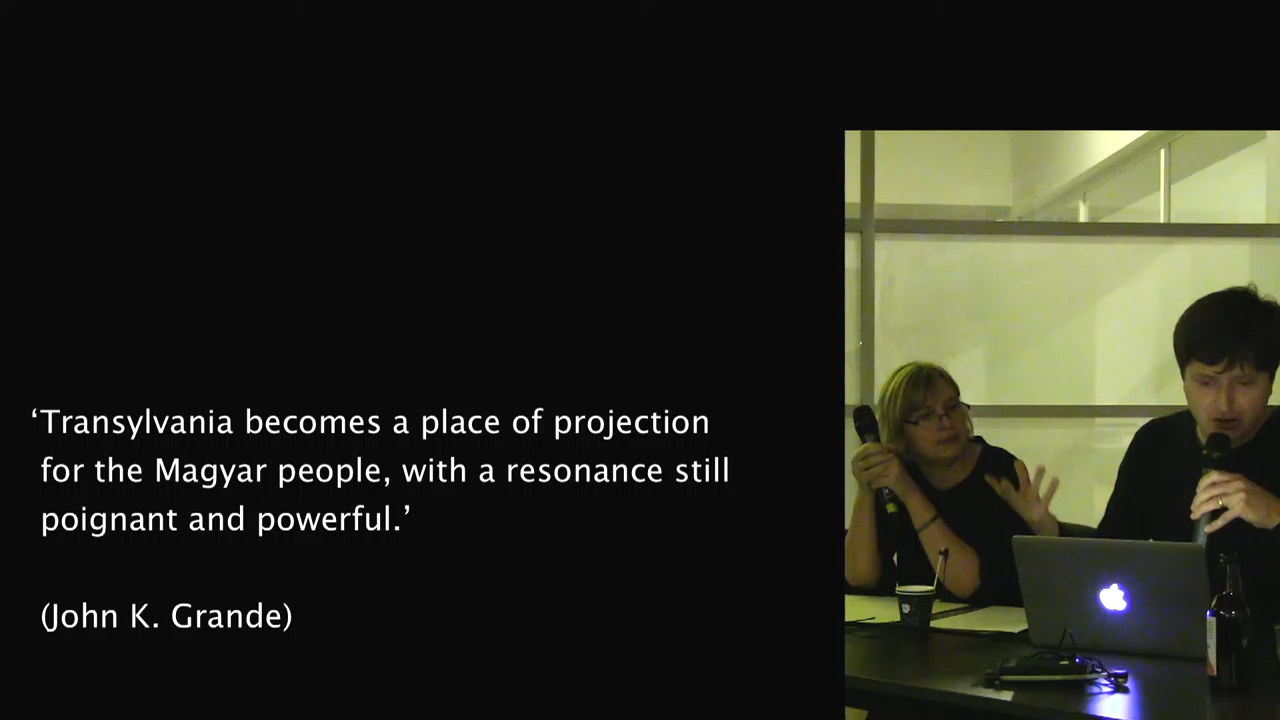 ‘Transylvania becomes a place of projection
for the Magyar people, with a resonance still
poignant and powerful.’
(John K. Grande)